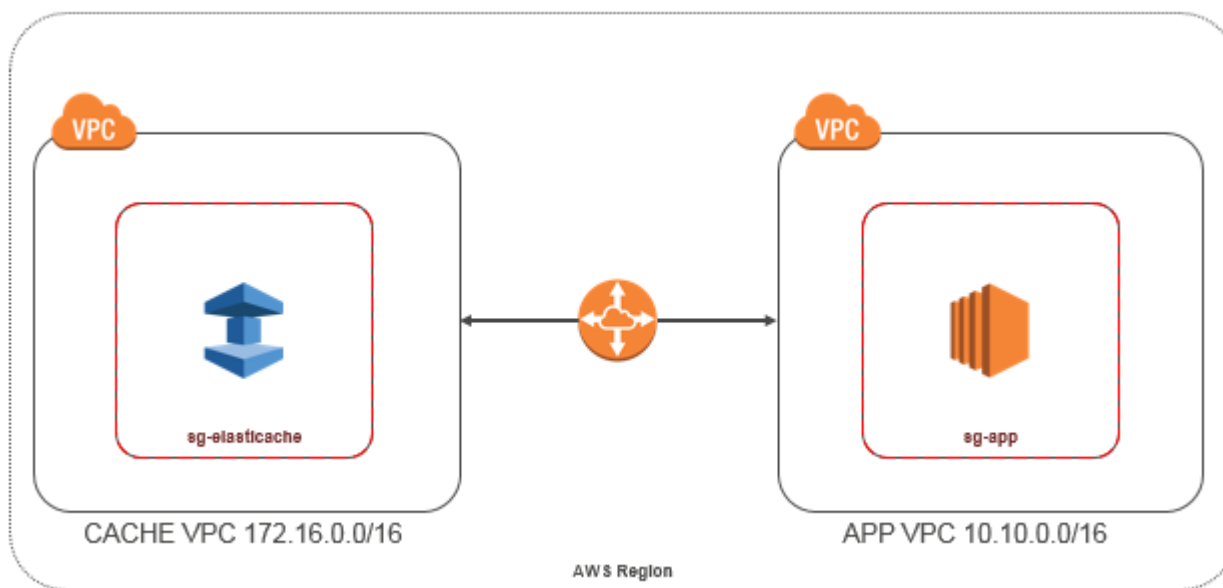 VPC
VPC
sg-elasticache
sg-app
CACHE VPC 172.16.0.0/16
APP VPC 10.10.0.0/16
AWS Region